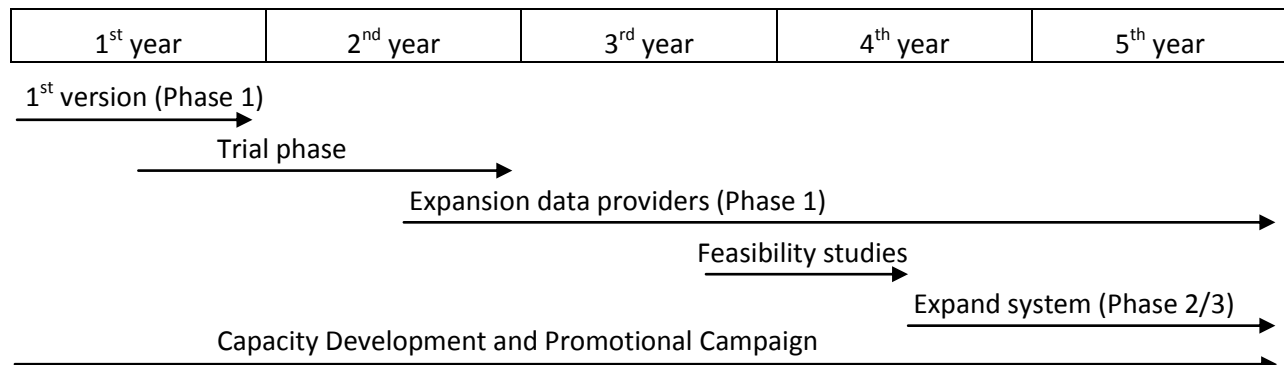 1st year 2nd year 3rd year 4th year 5th year
1st version (Phase 1)
Trial phase
Expansion data providers (Phase 1)
Feasibility studies
Expand system (Phase 2/3)
Capacity Development and Promotional Campaign